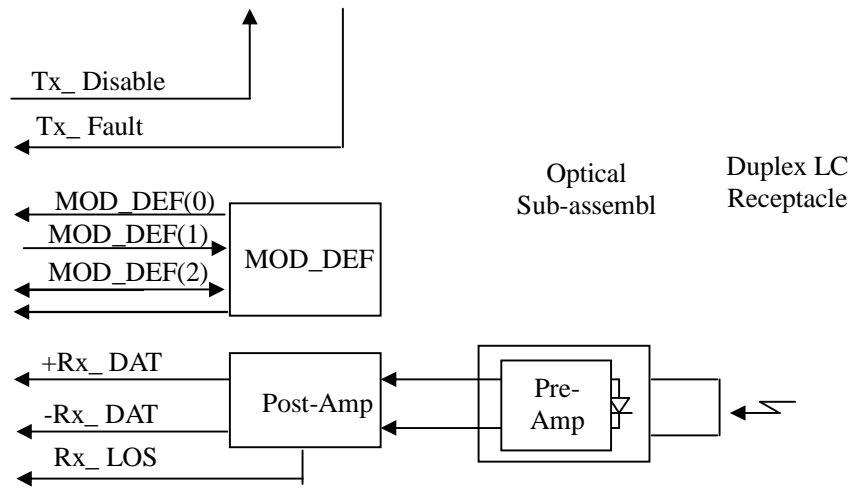 Tx_ Disable
Tx_ Fault
Optical
Sub-assembl
Duplex LC
Receptacle
MOD_DEF(0)
MOD_DEF(1)
MOD_DEF(2)
MOD_DEF
+Rx_ DAT
-Rx_ DAT
Rx_ LOS
Post-Amp
Pre-
Amp